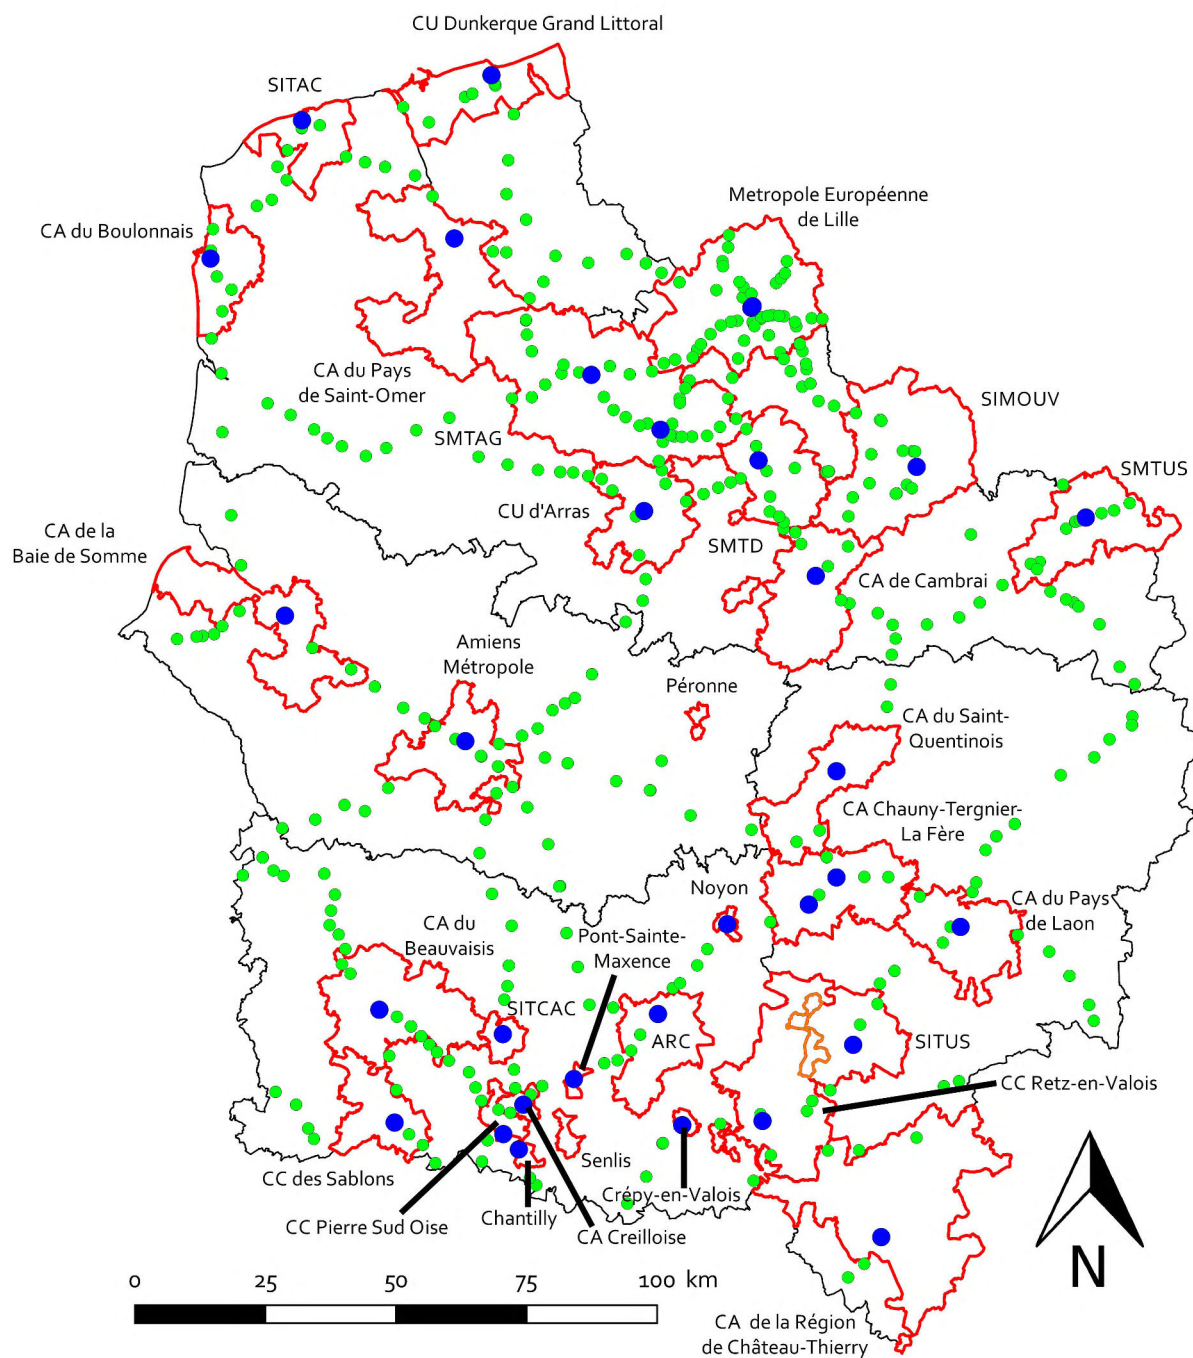 CU Dunkerque Grand Littoral
SITAC
Metropole Européenne
de Lille
CA du Boulonnais
CA du Pays
de Saint-Omer
SIMOUV
SMTAG
SMTUS
CU d'Arras
CA de la
Baie de Somme
SMTD
CA de Cambrai
Amiens
Métropole
Péronne
CA du Saint-
Quentinois
CA Chauny-Tergnier-
La Fère
Noyon
CA du
Beauvaisis
Pont-Sainte-
Maxence
CA du Pays
de Laon
SITCAC
ARC
SITUS
CC Retz-en-Valois
Senlis
CC des Sablons
Crépy-en-Valois
Chantilly
CC Pierre Sud Oise
CA Creilloise
N
0 25 50 75 100 km
CA de la Région
de Château-Thierry